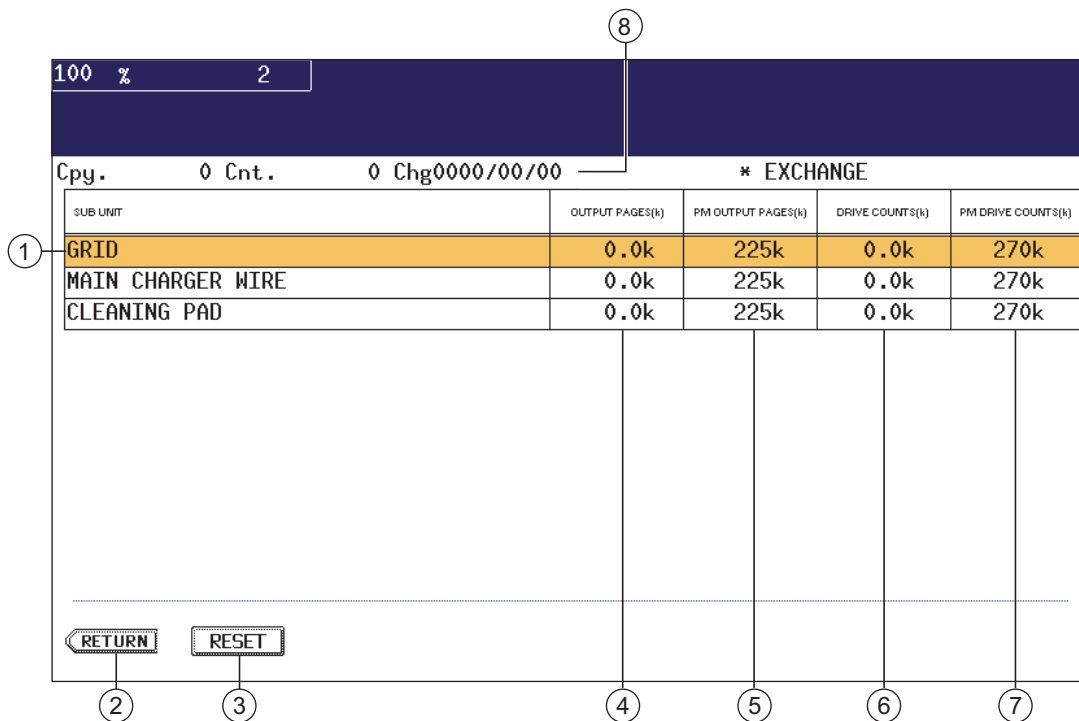 8
100 % 2
Cpy. 0 Cnt. 0 Chg0000/00/00 * EXCHANGE
SUB UNIT OUTPUT PAGES(k) PM OUTPUT PAGES(k) DRIVE COUNTS(k) PM DRIVE COUNTS(k)
1 GRID 0.0k 225k 0.0k 270k
MAIN CHARGER WIRE 0.0k 225k 0.0k 270k
CLEANING PAD 0.0k 225k 0.0k 270k
RETURN RESET
2 3 4 5 6 7